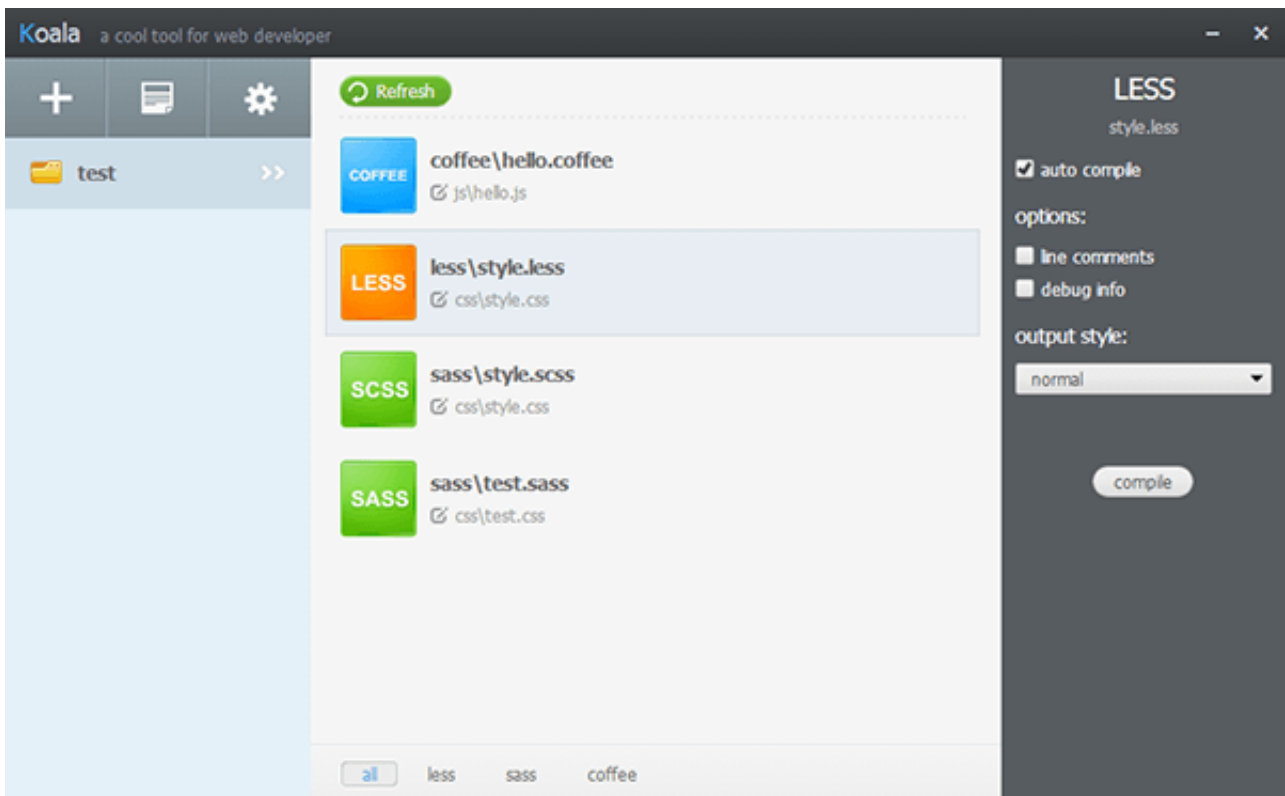 Koala a cool tool for web developer
test
Refresh
COFFEE
coffee\hello.coffee
js\hello.js
LESS
less\style.less
css\style.css
SCSS
sass\style.scss
css\style.css
SASS
sass\test.sass
css\test.css
all less sass coffee
LESS
style.less
auto compile
options:
line comments
debug info
output style:
normal
compile